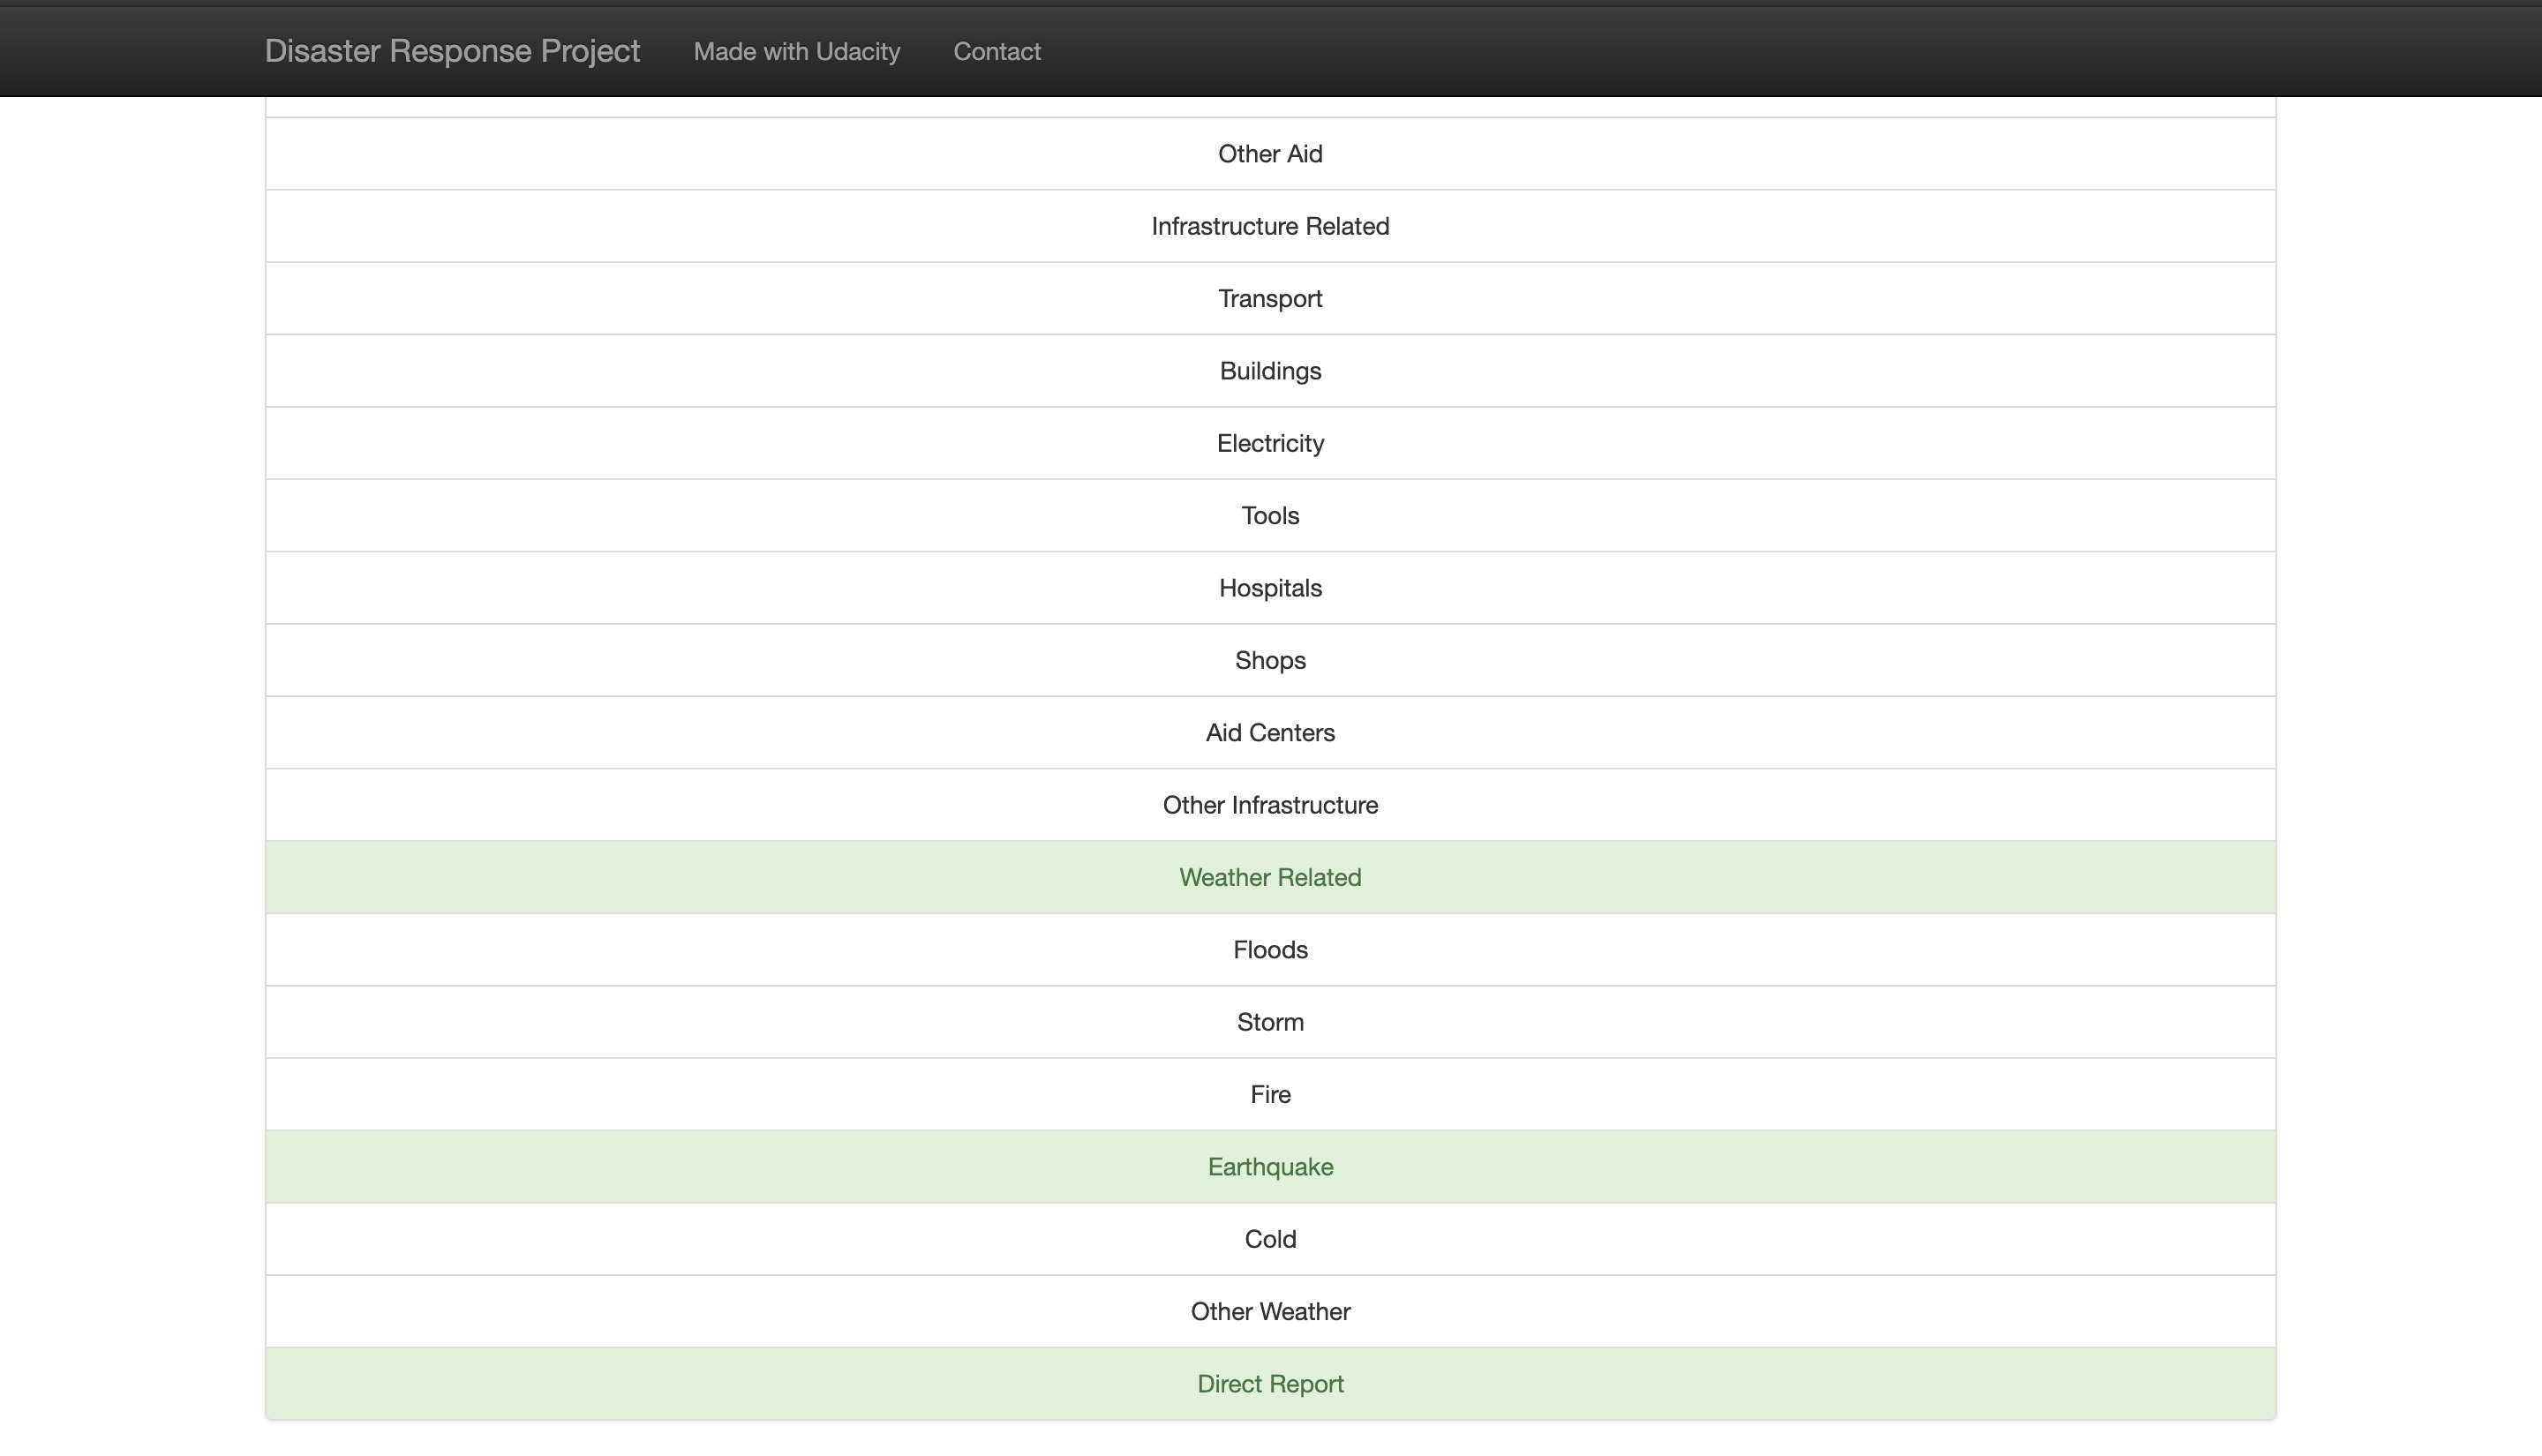 Disaster Response Project Made with Udacity Contact
Other Aid
Infrastructure Related
Transport
Buildings
Electricity
Tools
Hospitals
Shops
Aid Centers
Other Infrastructure
Weather Related
Floods
Storm
Fire
Earthquake
Cold
Other Weather
Direct Report